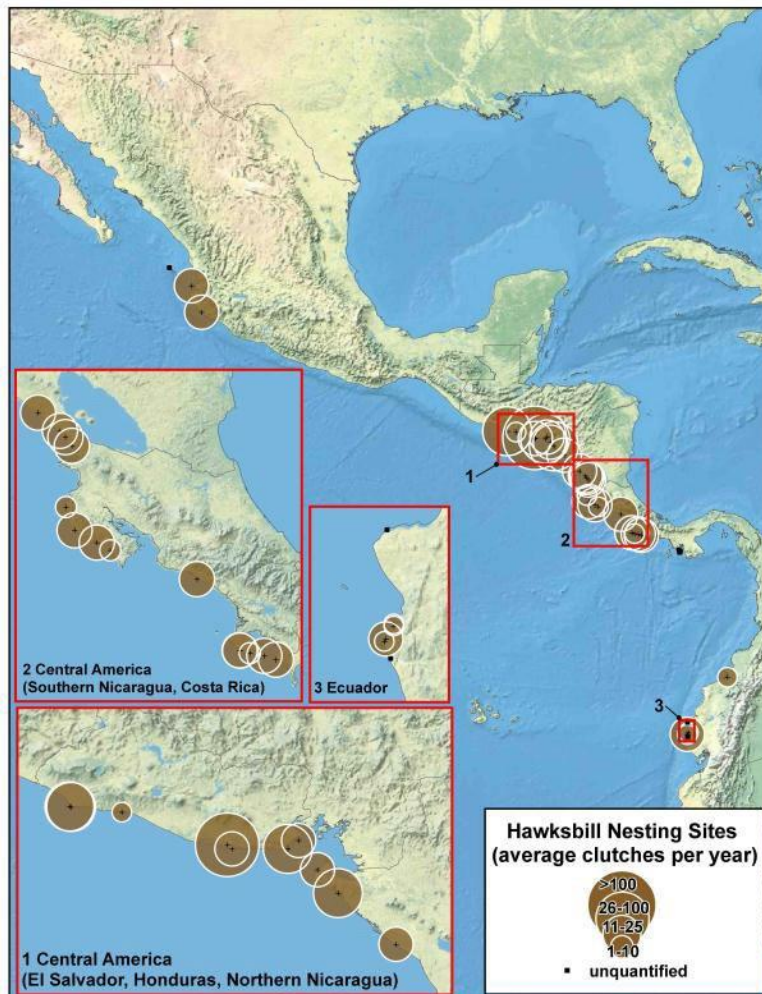 1
2
2 Central America
(Southern Nicaragua, Costa Rica)
3 Ecuador
3
1 Central America
(El Salvador, Honduras, Northern Nicaragua)
Hawksbill Nesting Sites
(average clutches per year)
>100
26-100
11-25
1-10
unquantified